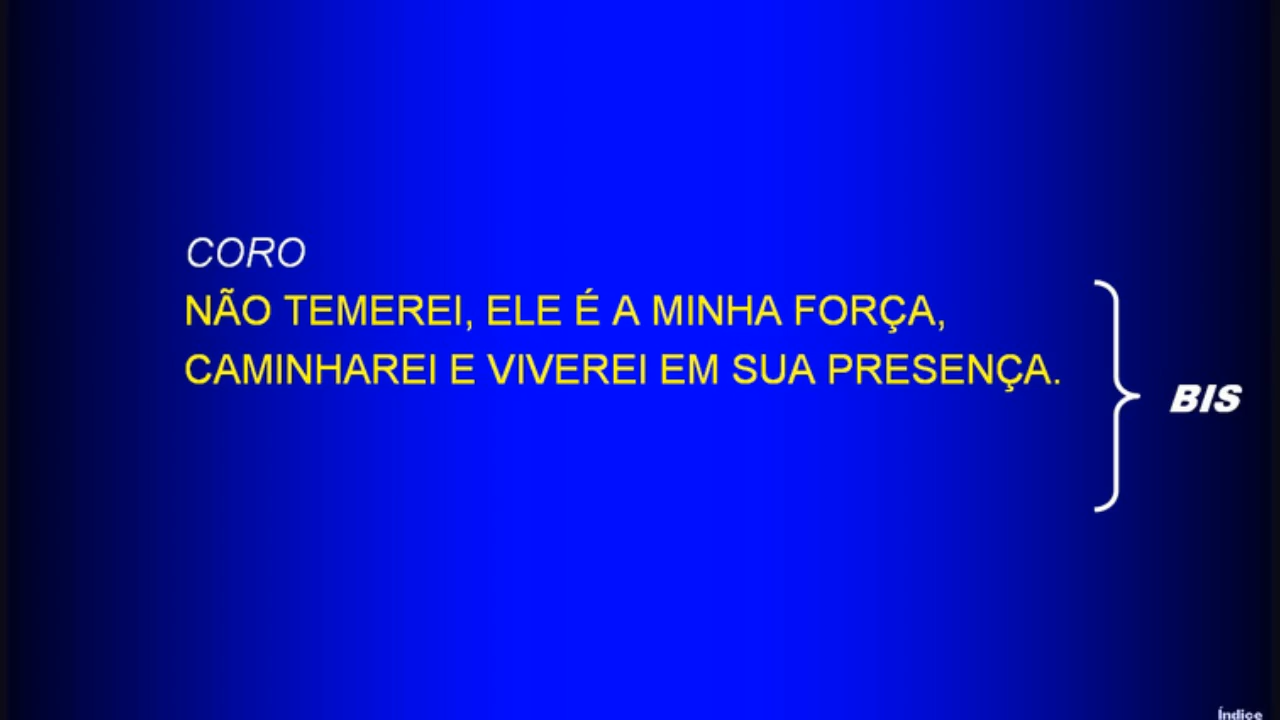 CORO
NÃO TEMEREI, ELE É A MINHA FORÇA,
CAMINHAREI E VIVEREI EM SUA PRESENÇA.
BIS
Índice